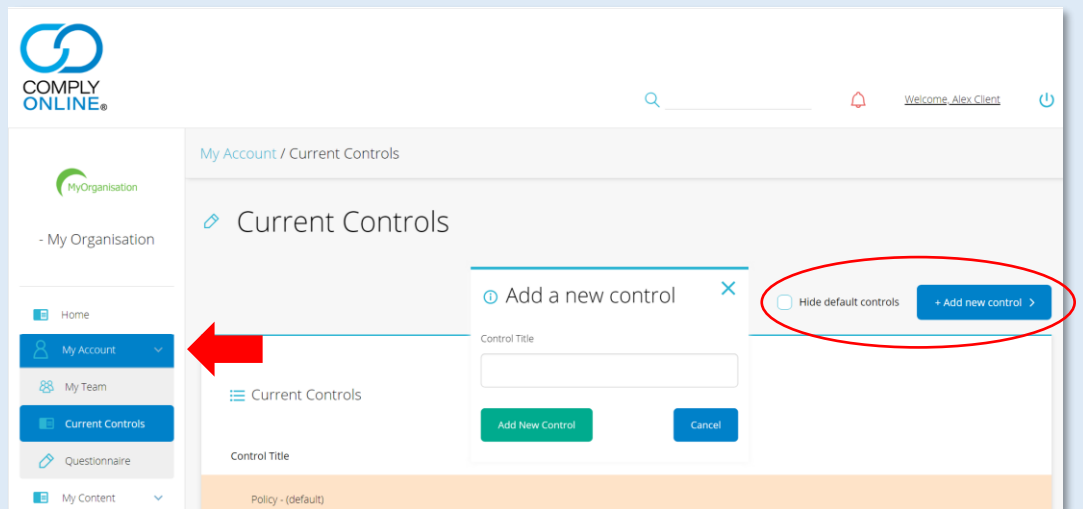 COMPLY
ONLINE®
Welcome, Alex Client
My Account / Current Controls
MyOrganisation
- My Organisation
Current Controls
Add a new control
Hide default controls
+ Add new control >
Home
Control Title
My Account
My Team
Current Controls
Current Controls
Add New Control
Cancel
Questionnaire
Control Title
My Content
Policy - (default)